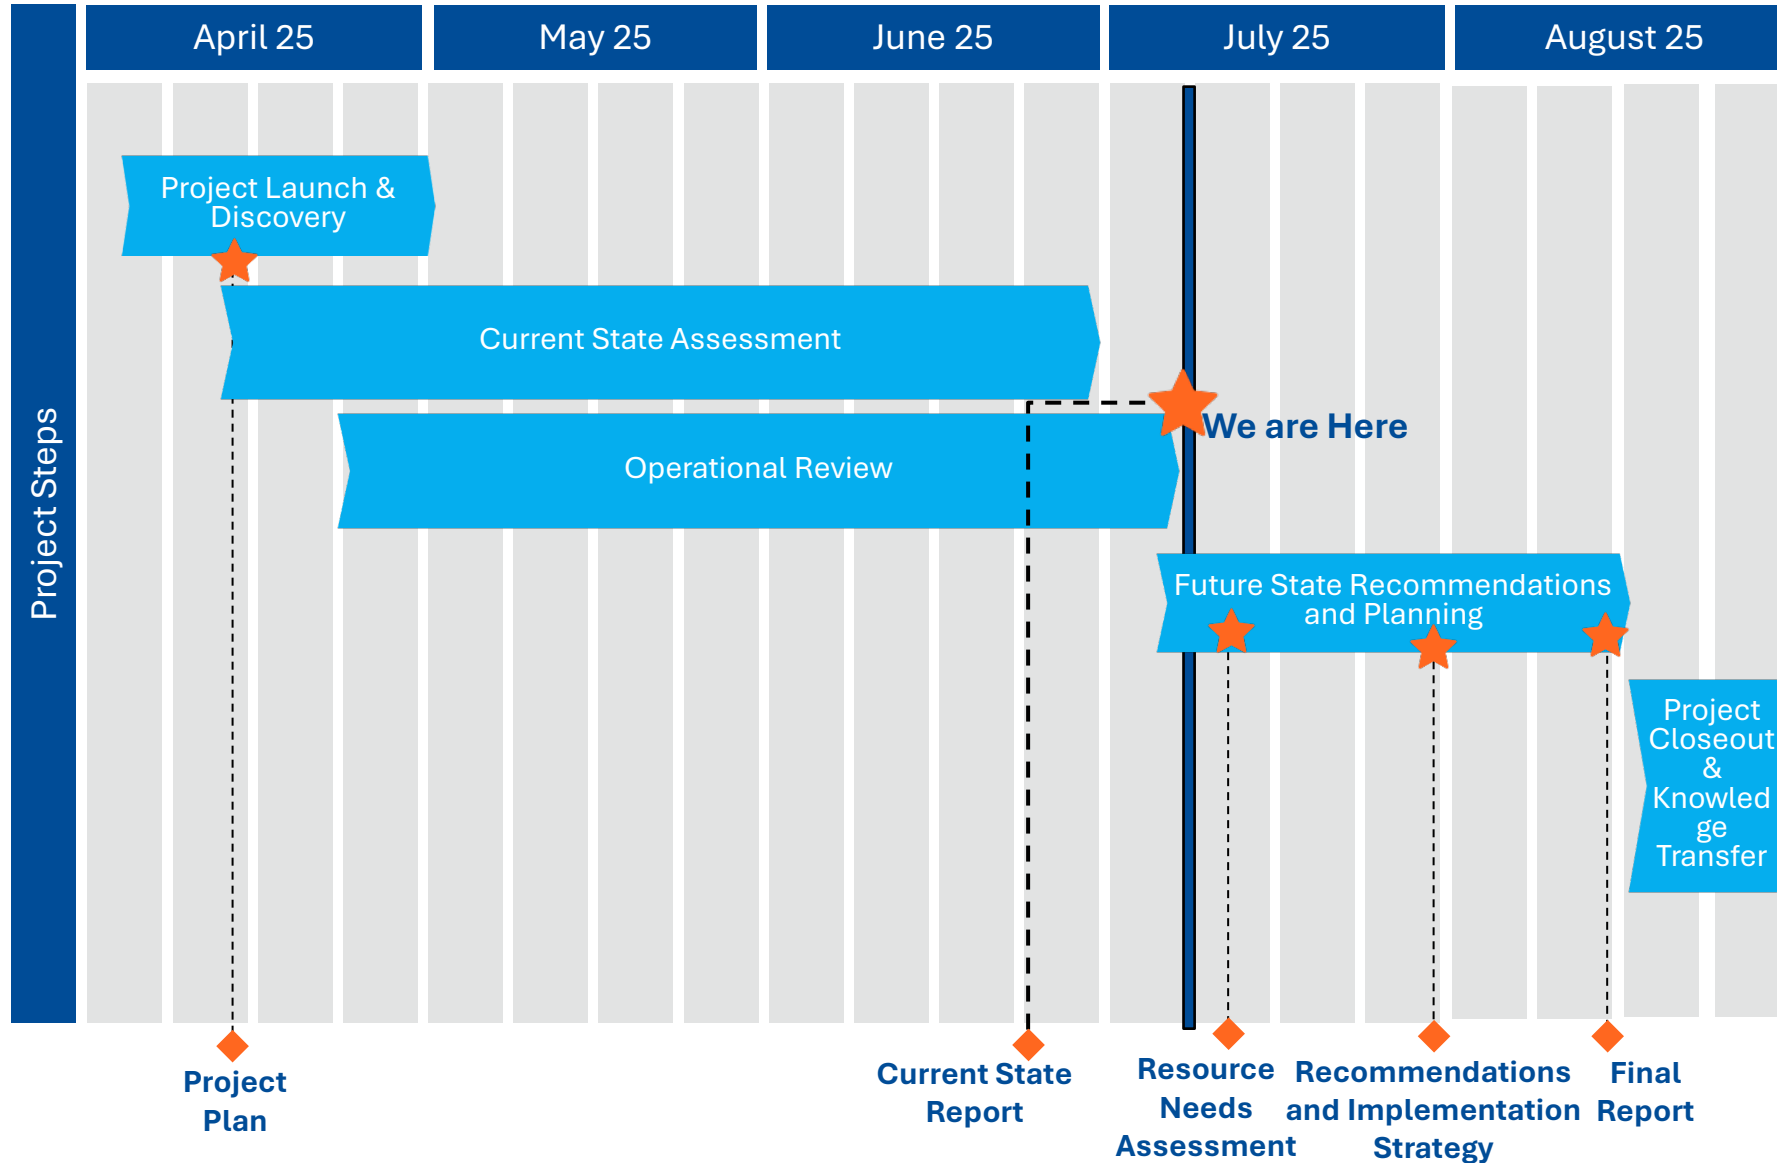 April 25
May 25
June 25
July 25
August 25
Project Steps
Project Launch &
Discovery
Current State Assessment
We are Here
Operational Review
Future State Recommendations
and Planning
Project
Closeout
&
Knowled
ge
Transfer
Project
Plan
Current State
Report
Resource
Needs
Assessment
Recommendations
and Implementation
Strategy
Final
Report